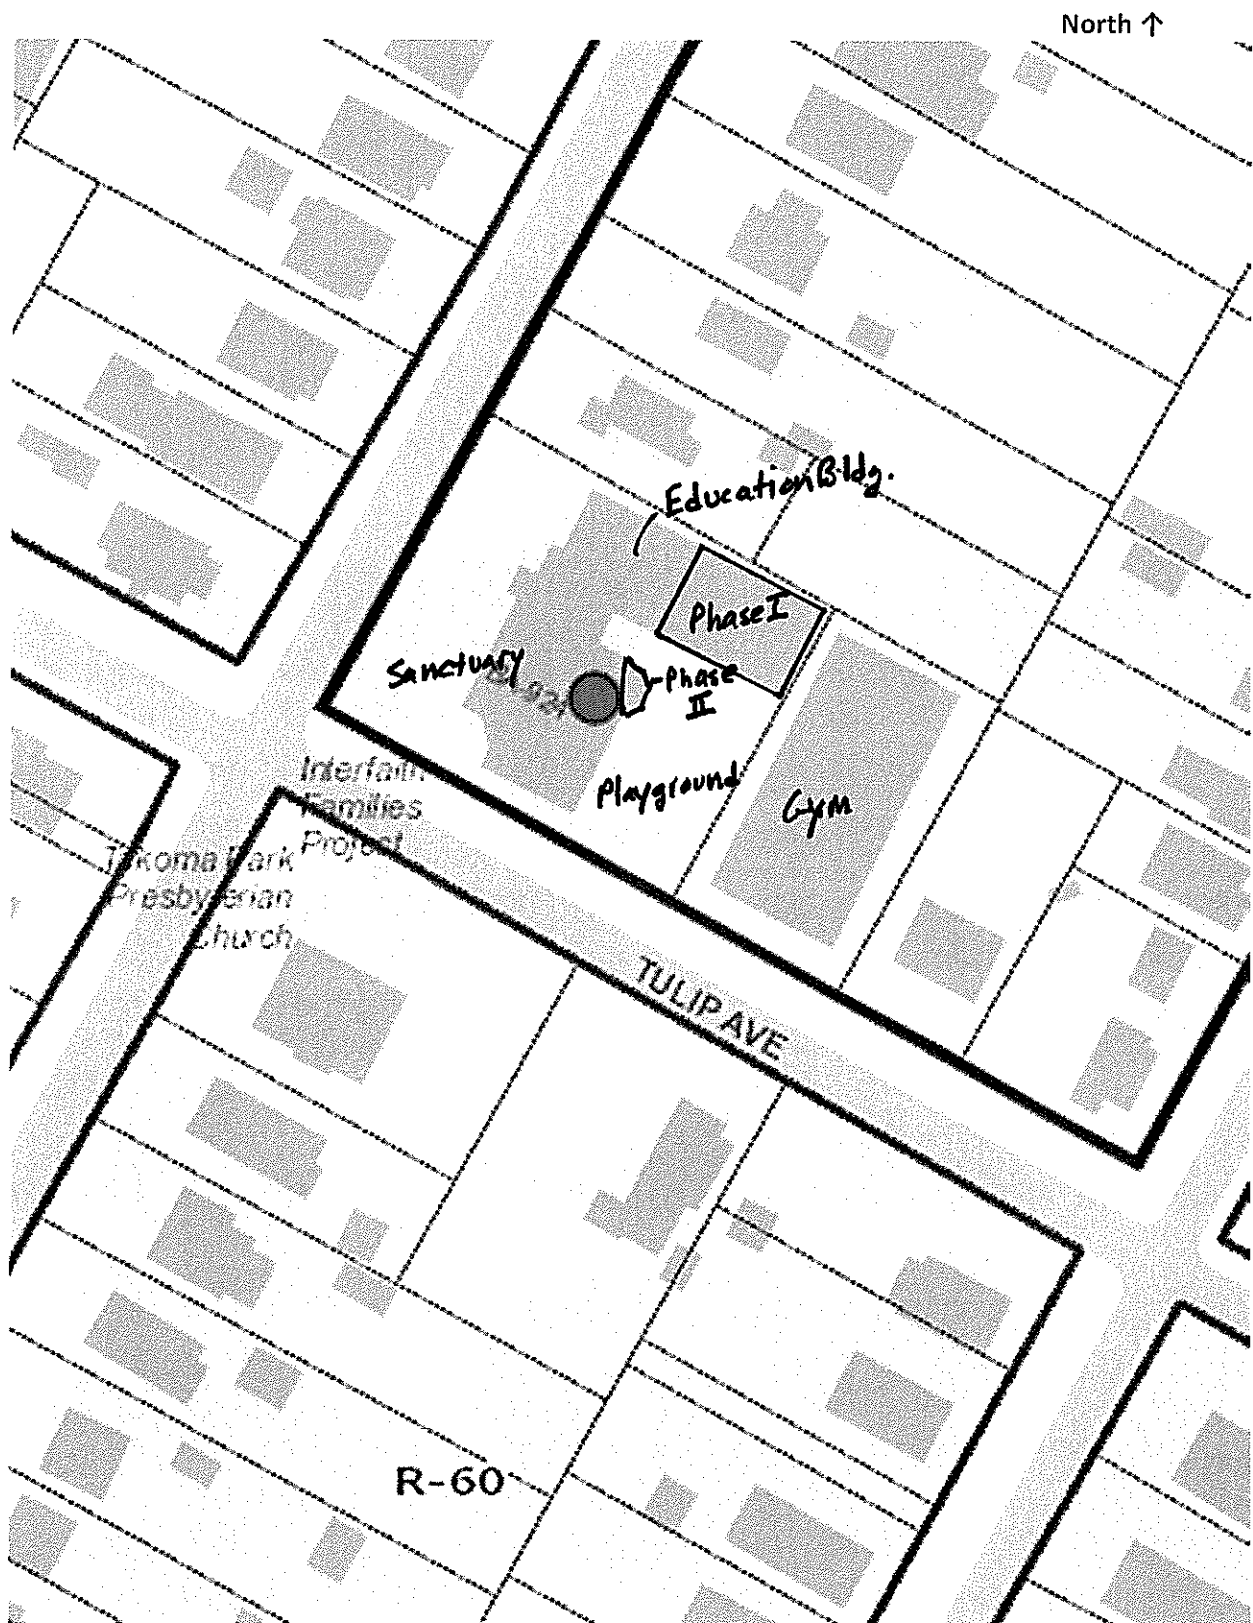 North ↑
Education Bldg.
Phase I
Sanctuary
Phase
II
Playground
Gym
Interfaith
Families
Project
Takoma Park
Presbyterian
Church
TULIP AVE
R-60